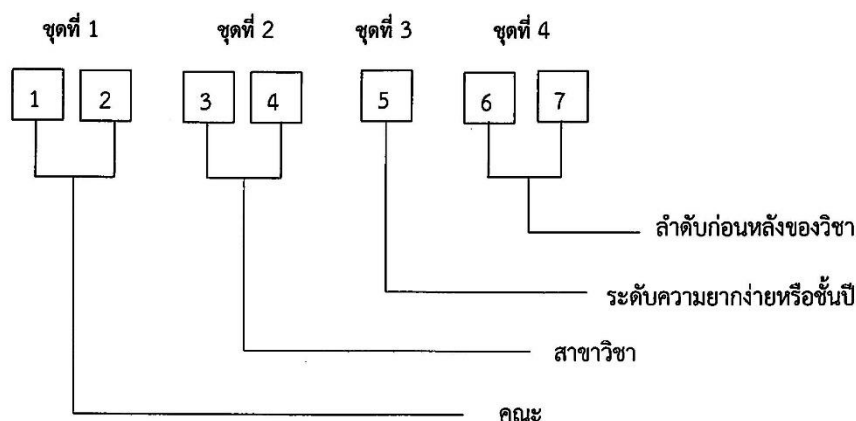 ชุดที่ 1 ชุดที่ 2 ชุดที่ 3 ชุดที่ 4
1 2 3 4 5 6 7
ลำดับก่อนหลังของวิชา
ระดับความยากง่ายหรือชั้นปี
สาขาวิชา
คณะ